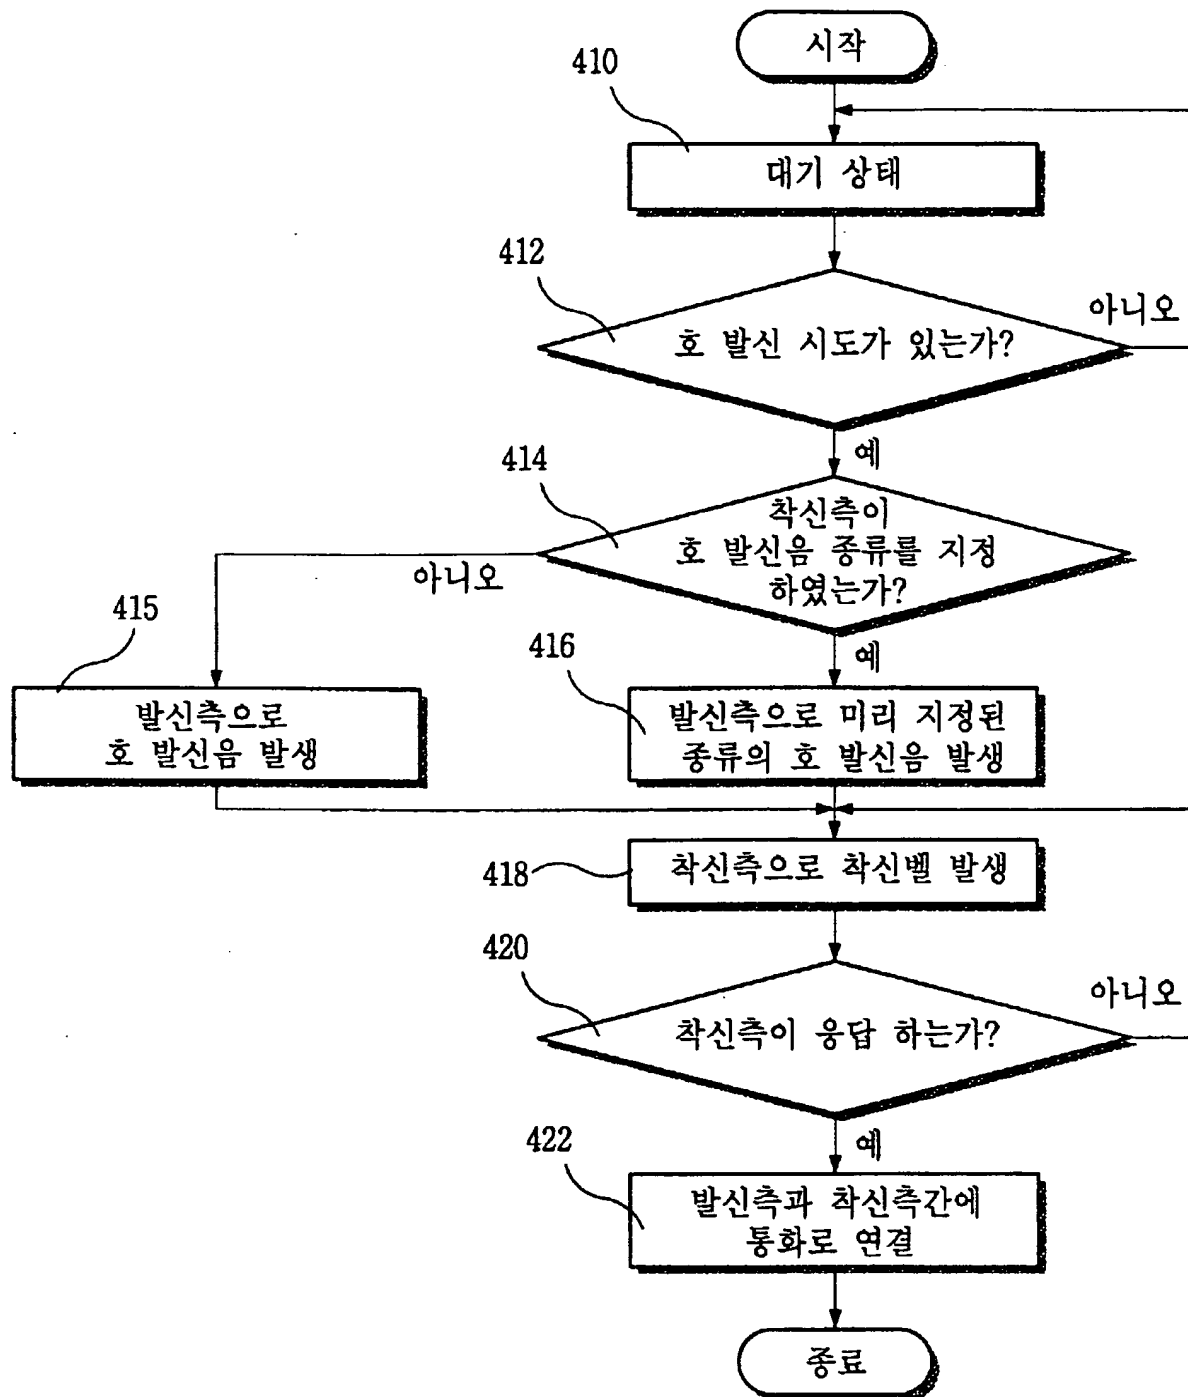 시작
410
대기 상태
412
호 발신 시도가 있는가?
아니오
예
414
착신측이
호 발신음 종류를 지정
하였는가?
아니오
415
발신측으로
호 발신음 발생
예
416
발신측으로 미리 지정된
종류의 호 발신음 발생
418
착신측으로 착신벨 발생
420
착신측이 응답 하는가?
아니오
예
422
발신측과 착신측간에
통화로 연결
종료